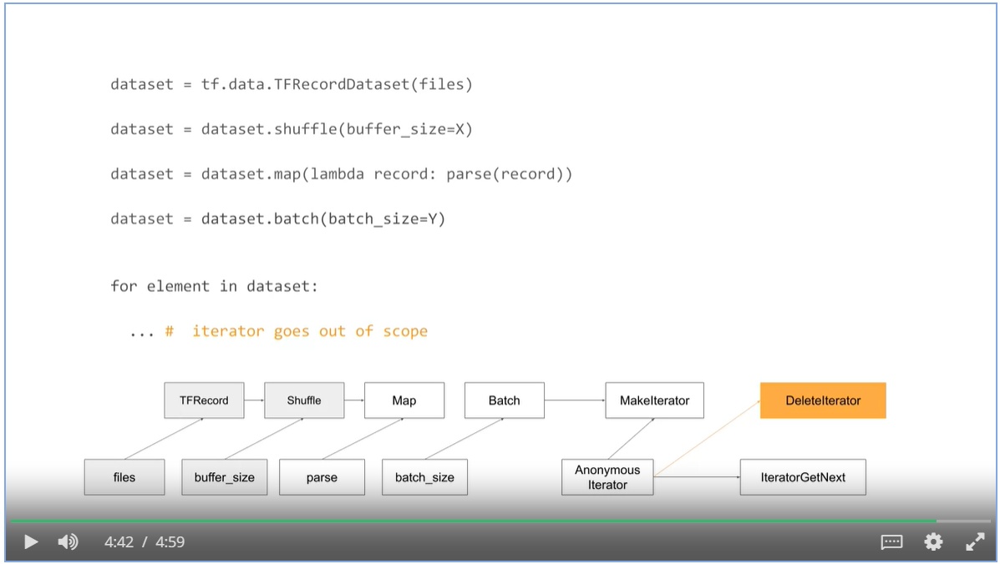 dataset = tf.data.TFRecordDataset(files)
dataset = dataset.shuffle(buffer_size=X)
dataset = dataset.map(lambda record: parse(record))
dataset = dataset.batch(batch_size=Y)
for element in dataset:
... # iterator goes out of scope
TFRecord
Shuffle
Map
Batch
MakeIterator
DeleteIterator
files
buffer_size
parse
batch_size
Anonymous
Iterator
IteratorGetNext
4:42 / 4:59